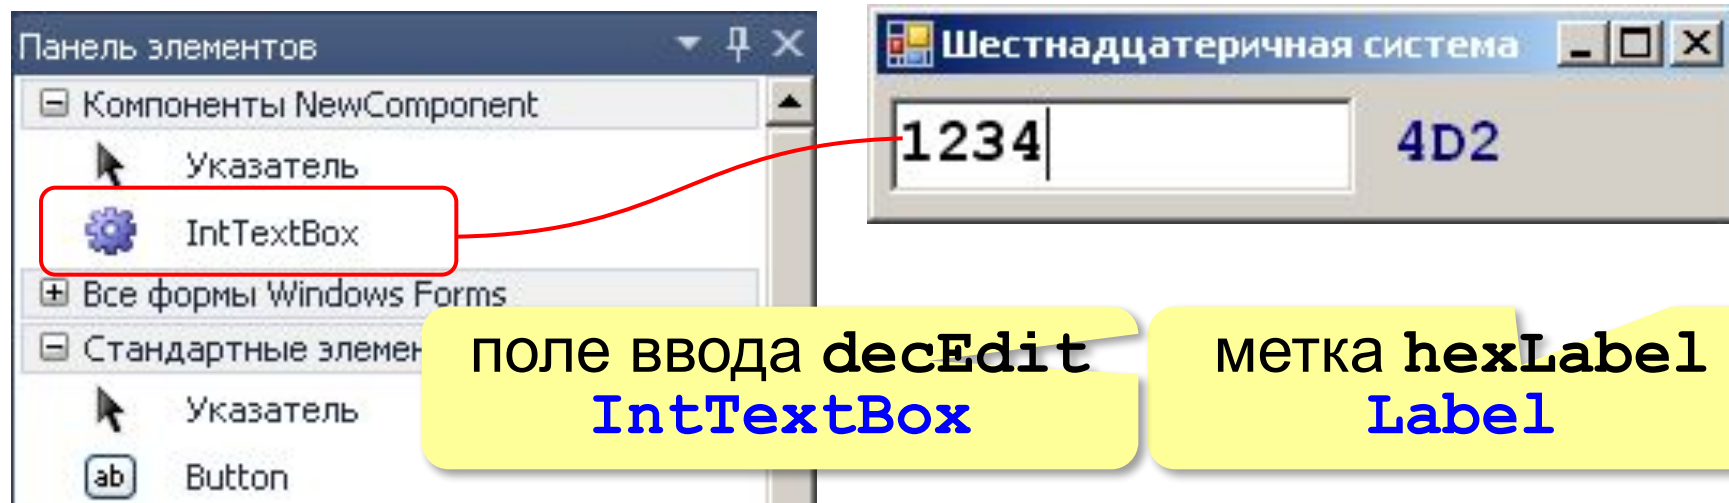 Панель элементов
Компоненты NewComponent
Указатель
IntTextBox
Все формы Windows Forms
Стандартные элемен
Указатель
ab Button
Шестнадцатеричная система
1234 4D2
поле ввода decEdit
IntTextBox
метка hexLabel
Label